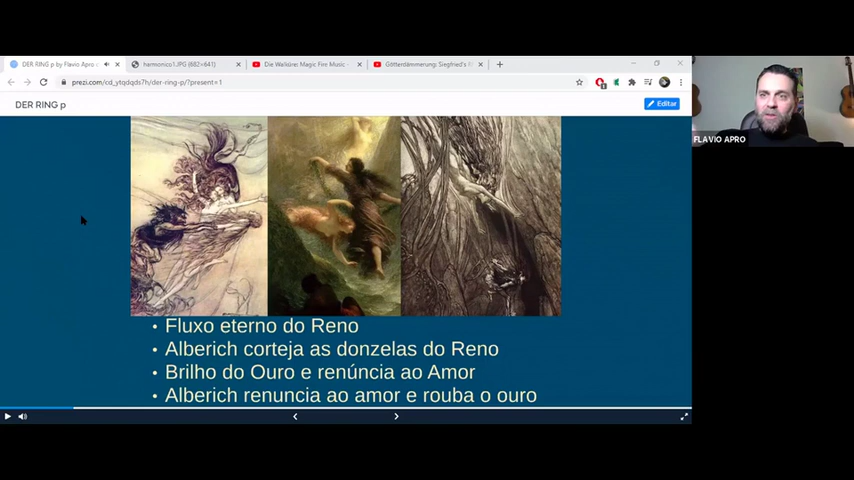 DER RING p by Flavio Apro
harmonico1.JPG (682×441)
Die Walküre: Magic Fire Music -
Götterdämmerung: Siegfried's
prezi.com/cd_ytqdqds7h/der-ring-p/?present=1
DER RING p
Editar
FLAVIO APRO
• Fluxo eterno do Reno
• Alberich corteja as donzelas do Reno
• Brilho do Ouro e renúncia ao Amor
• Alberich renuncia ao amor e rouba o ouro